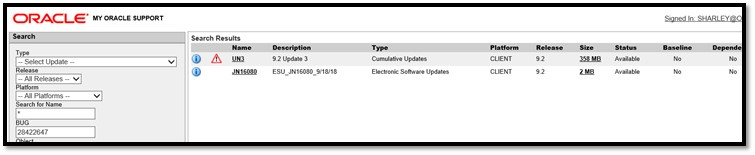 ORACLE MY ORACLE SUPPORT
Signed In: SHARLEY@O
Search
Type
-- Select Update --
Release
-- All Releases --
Platform
-- All Platforms --
Search for Name
*
BUG
28422647
Object
Search Results
Name Description Type Platform Release Size Status Baseline Depende
UN3 9.2 Update 3 Cumulative Updates CLIENT 9.2 358 MB Available No No
JN16080 ESU_JN16080_9/18/18 Electronic Software Updates CLIENT 9.2 2 MB Available No No